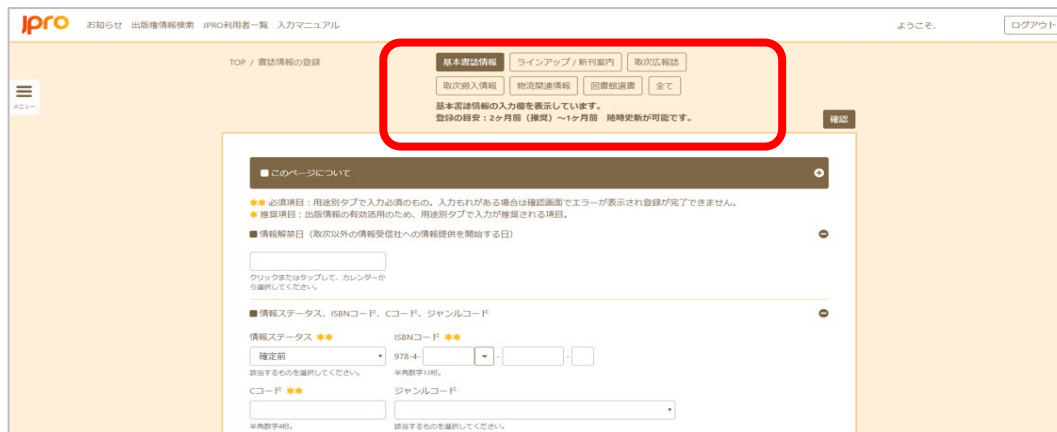 JPRO お知らせ 出版権情報検索 JPRO利用者一覧 入力マニュアル ようこそ、 ログアウト
TOP / 書誌情報の登録 基本書誌情報 ラインアップ / 新刊案内 取次広報誌
メニュー 取次搬入情報 物流関連情報 図書館選書 全て
基本書誌情報の入力欄を表示しています。
登録の目安：2ヶ月前（推奨）～1ヶ月前 随時更新が可能です。
確認
■このページについて
** 必須項目：用途別タブで入力必須のもの。入力もれがある場合は確認画面でエラーが表示され登録が完了できません。
* 推奨項目：出版情報の有効活用のため、用途別タブで入力が推奨される項目。
■情報解禁日（取次以外の情報受信社への情報提供を開始する日）
クリックまたはタップして、カレンダーか
ら選択してください。
■情報ステータス、ISBNコード、Cコード、ジャンルコード
情報ステータス ** ISBNコード **
確定前 978-4- - -
該当するものを選択してください。 半角数字13桁。
Cコード ** ジャンルコード
半角数字4桁。 該当するものを選択してください。